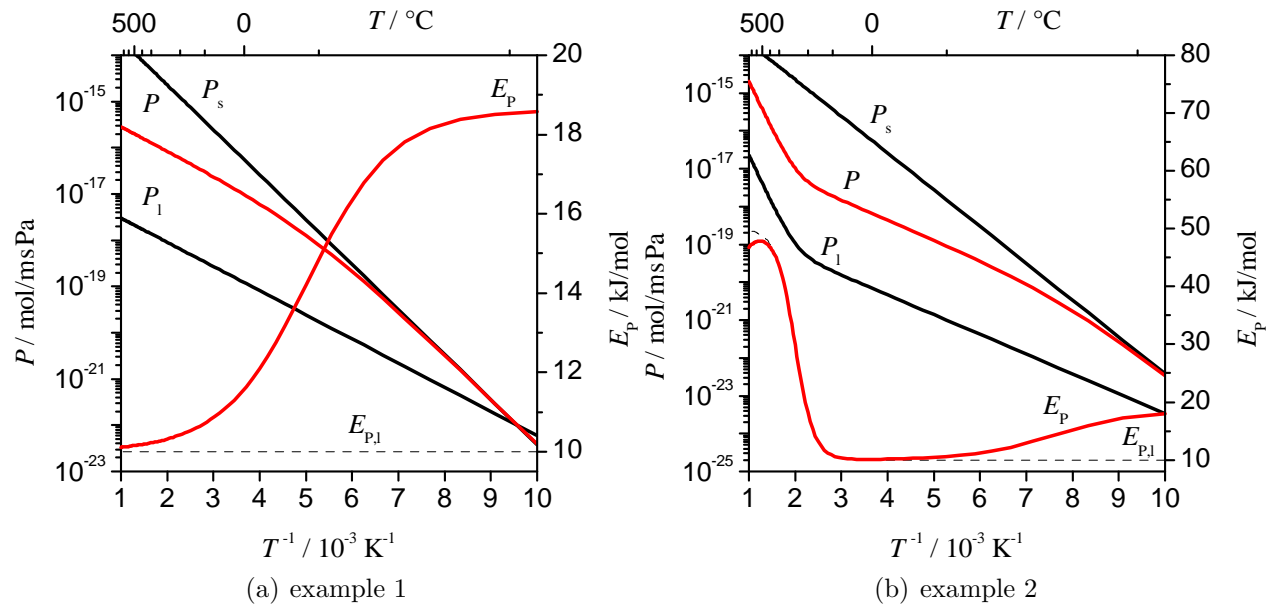 500 0 T / °C
20
18
16
14
12
10
10⁻¹⁵
10⁻¹⁷
10⁻¹⁹
10⁻²¹
10⁻²³
P / mol/msPa
E_P / kJ/mol
P_s
P
P_l
E_P
E_P,l
1 2 3 4 5 6 7 8 9 10
T⁻¹ / 10⁻³ K⁻¹
(a) example 1
500 0 T / °C
80
70
60
50
40
30
20
10
10⁻¹⁵
10⁻¹⁷
10⁻¹⁹
10⁻²¹
10⁻²³
10⁻²⁵
P / mol/msPa
E_P / kJ/mol
P_s
P
P_l
E_P
E_P,l
1 2 3 4 5 6 7 8 9 10
T⁻¹ / 10⁻³ K⁻¹
(b) example 2